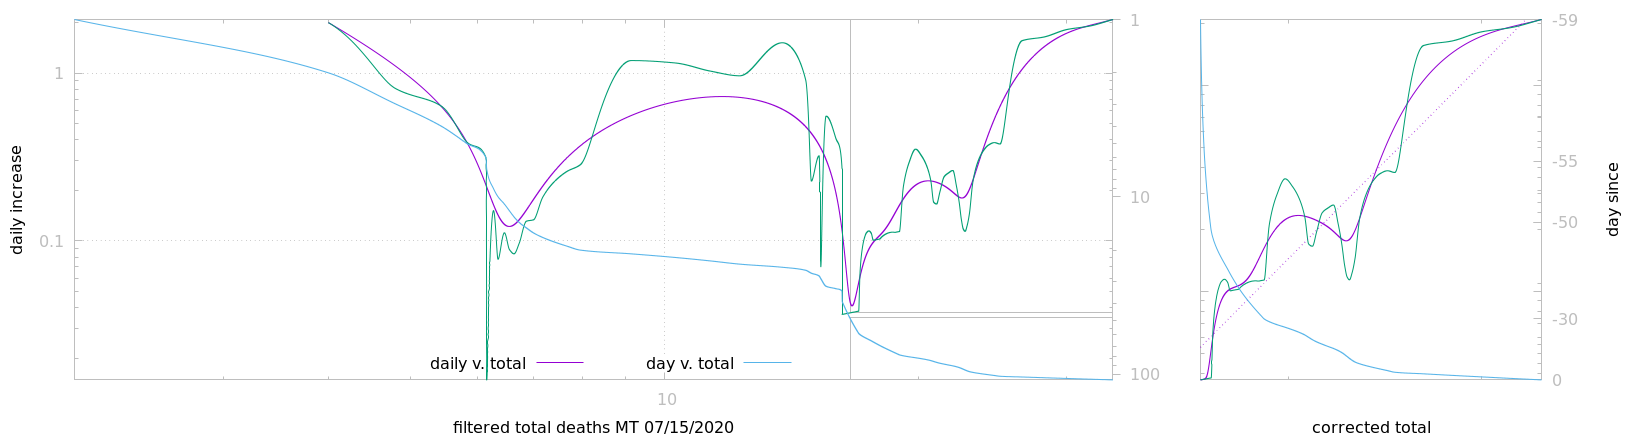 daily increase
1
0.1
daily v. total
day v. total
10
filtered total deaths MT 07/15/2020
1
10
100
-59
-55
-50
-30
0
day since
corrected total